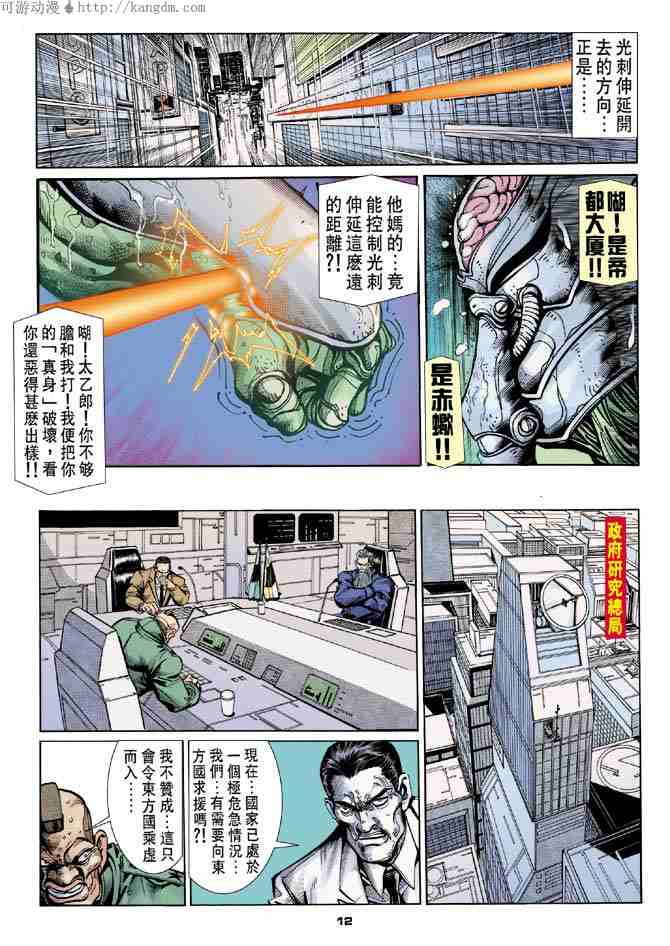 可游动漫 http://kangdm.com/
光刺伸延開
去的方向…
正是……
嘲！是帝
都大厦!!
是赤蠍!!
他媽的…竟
能控制光刺
伸延這麽遠
的距離?!
嘲！太乙郎！你不够
膽和我打！我便把你
的「真身」破壞，看
你還惡得甚麽出樣!!
政府研究總局
現在…國家已處於
一個極危急情況…
我們…有需要向東
方國求援嗎?!
我不贊成…這只
會令東方國乘虛
而入……
12